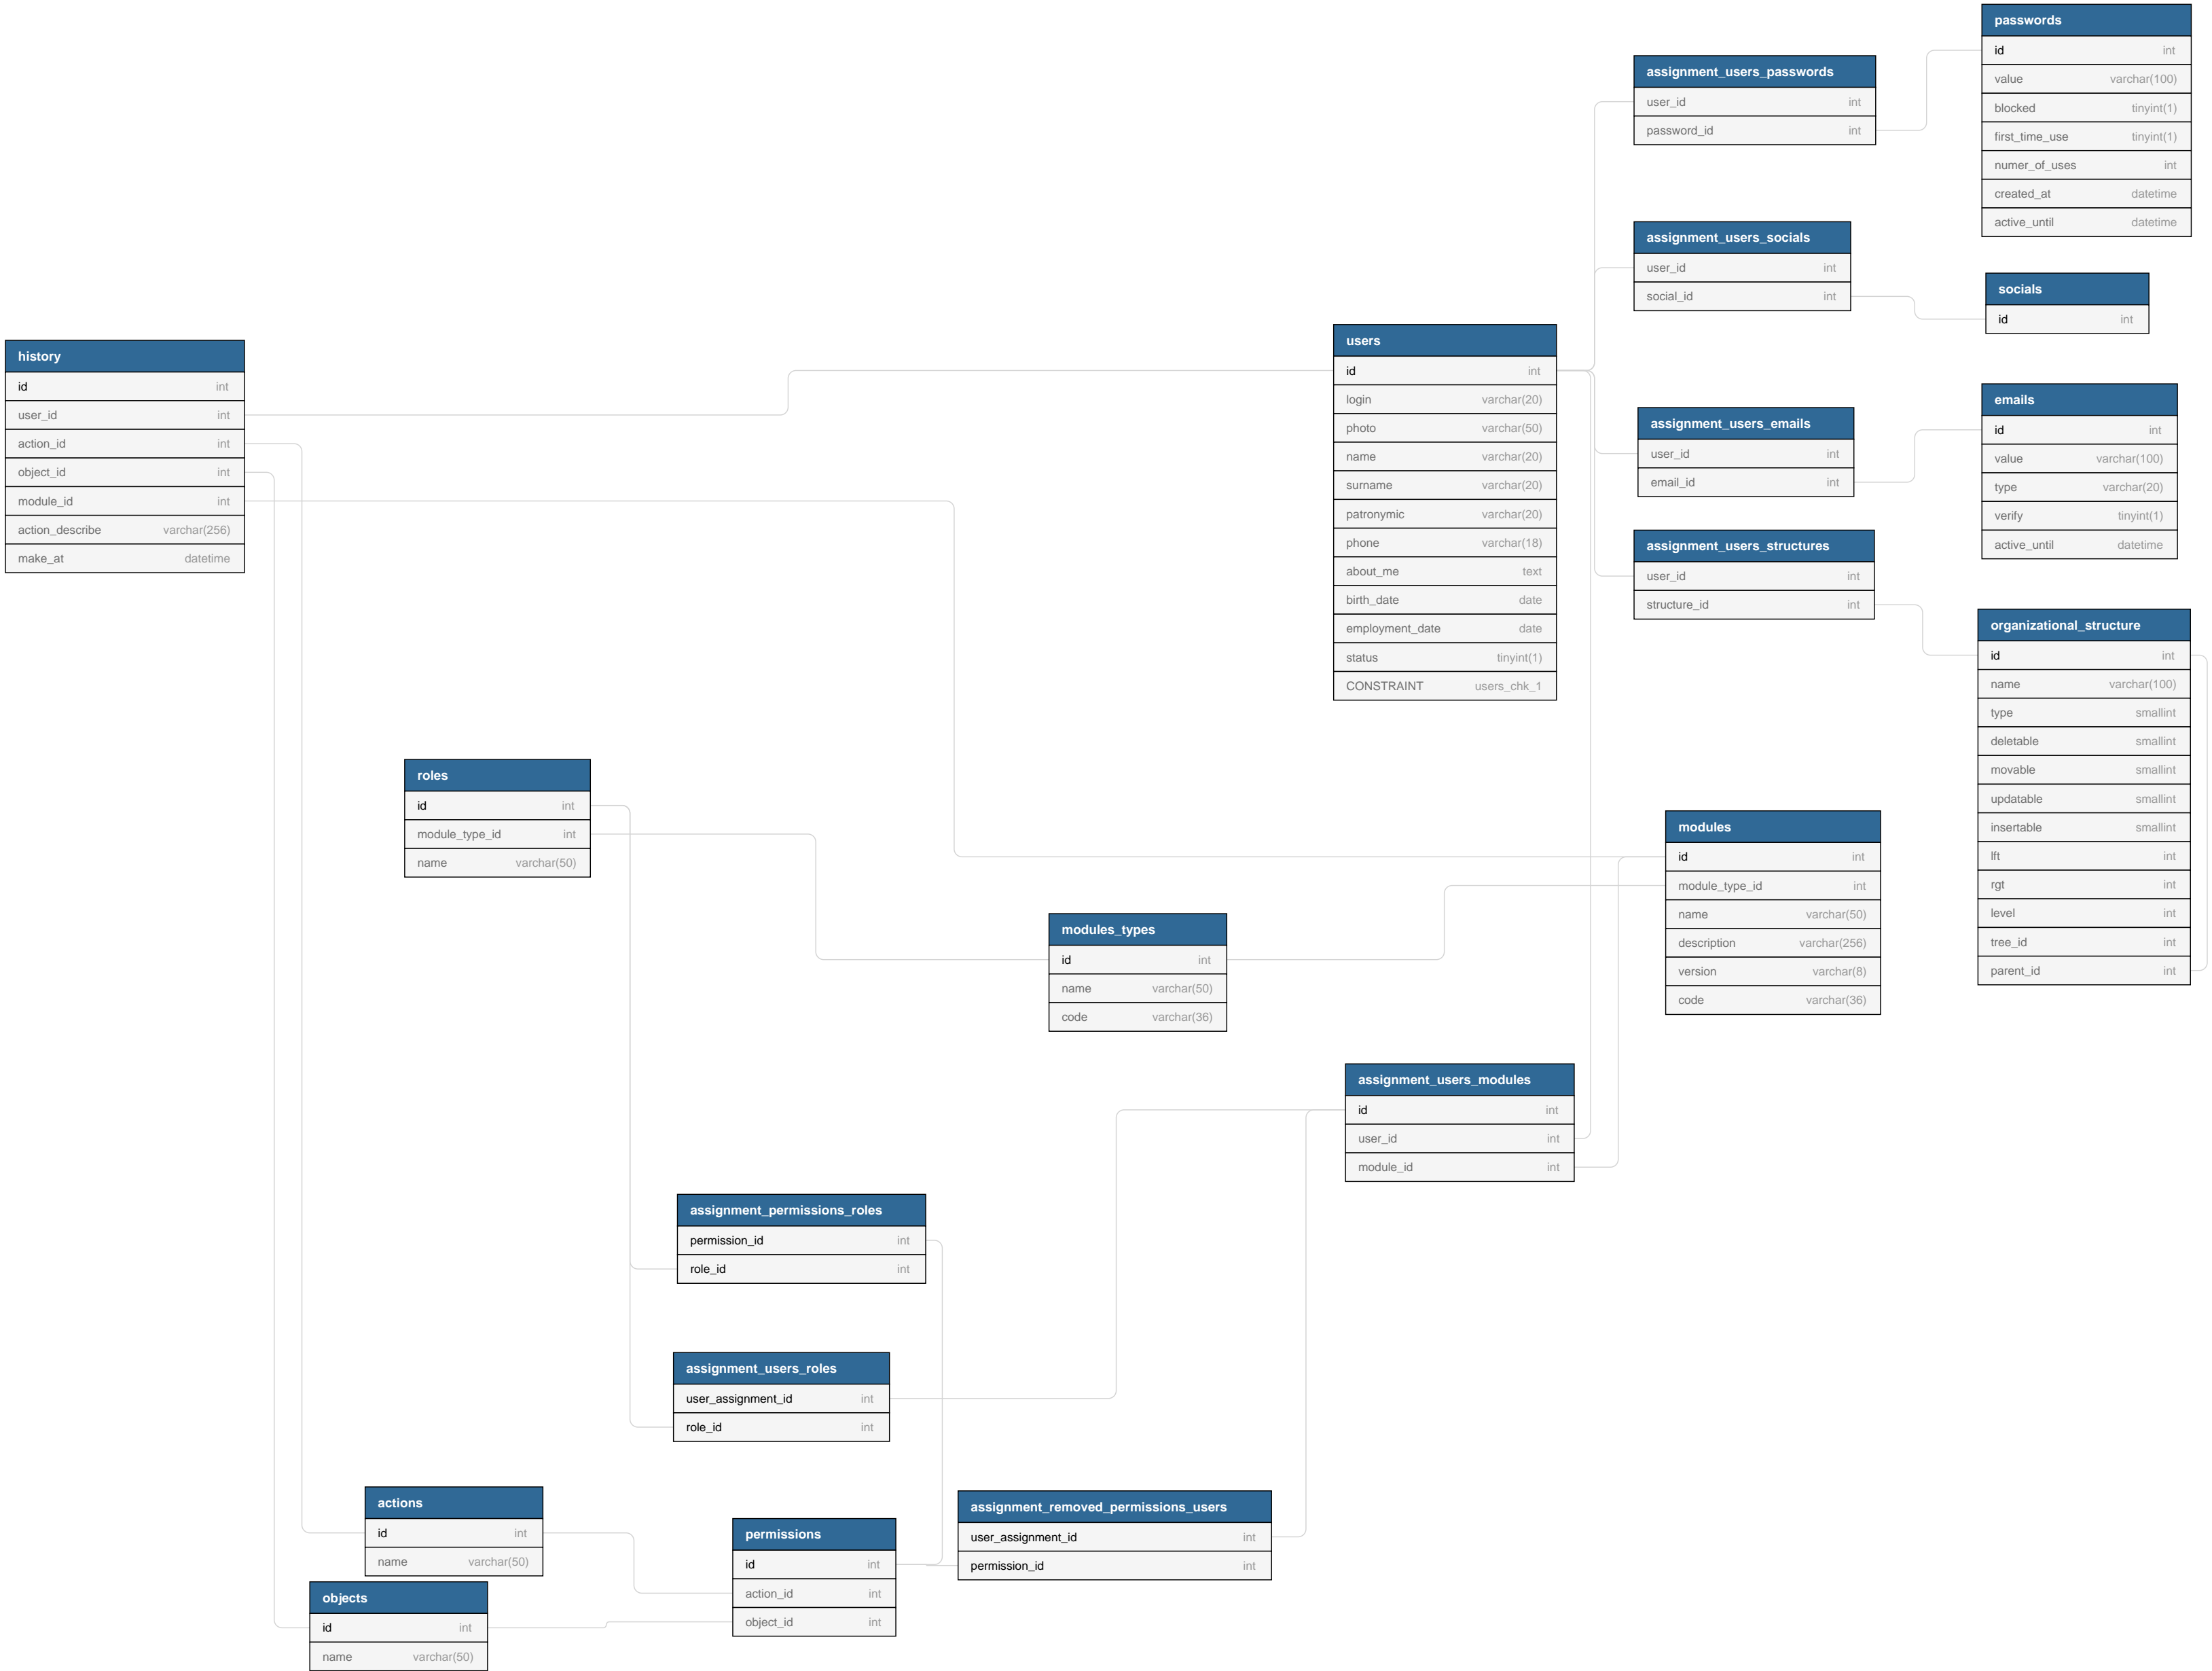 passwords
id int
value varchar(100)
blocked tinyint(1)
first_time_use tinyint(1)
numer_of_uses int
created_at datetime
active_until datetime
assignment_users_passwords
user_id int
password_id int
assignment_users_socials
user_id int
social_id int
socials
id int
users
id int
login varchar(20)
photo varchar(50)
name varchar(20)
surname varchar(20)
patronymic varchar(20)
phone varchar(18)
about_me text
birth_date date
employment_date date
status tinyint(1)
CONSTRAINT users_chk_1
history
id int
user_id int
action_id int
object_id int
module_id int
action_describe varchar(256)
make_at datetime
emails
id int
value varchar(100)
type varchar(20)
verify tinyint(1)
active_until datetime
assignment_users_emails
user_id int
email_id int
assignment_users_structures
user_id int
structure_id int
organizational_structure
id int
name varchar(100)
type smallint
deletable smallint
movable smallint
updatable smallint
insertable smallint
lft int
rgt int
level int
tree_id int
parent_id int
roles
id int
module_type_id int
name varchar(50)
modules
id int
module_type_id int
name varchar(50)
description varchar(256)
version varchar(8)
code varchar(36)
modules_types
id int
name varchar(50)
code varchar(36)
assignment_users_modules
id int
user_id int
module_id int
assignment_permissions_roles
permission_id int
role_id int
assignment_users_roles
user_assignment_id int
role_id int
actions
id int
name varchar(50)
assignment_removed_permissions_users
user_assignment_id int
permission_id int
permissions
id int
action_id int
object_id int
objects
id int
name varchar(50)